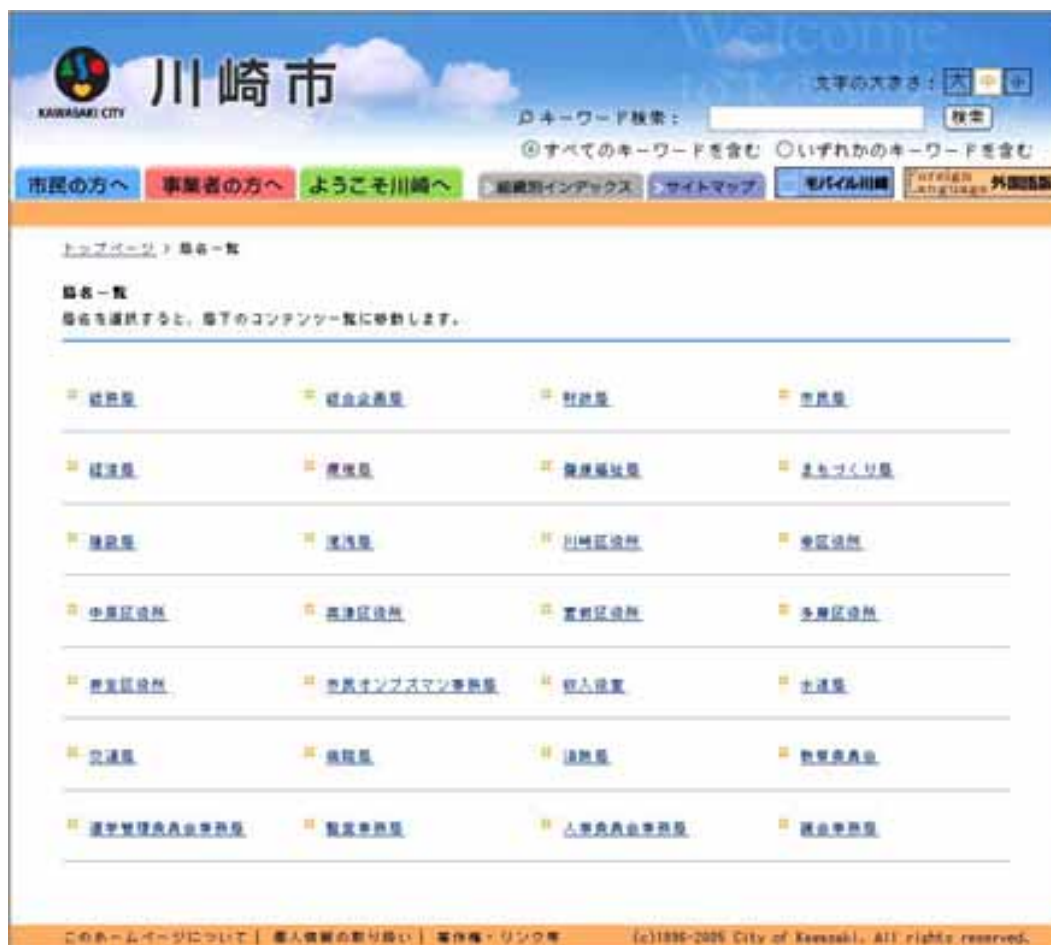 Welcome
to Kawasaki
川崎市
KAWASAKI CITY
文字の大きさ： 大 中 小
キーワード検索： 検索
すべてのキーワードを含む いずれかのキーワードを含む
市民の方へ 事業者の方へ ようこそ川崎へ 組織別インデックス サイトマップ モバイル川崎 Foreign Language 外国語版
トップページ > 局名一覧
局名一覧
局名を選択すると、局下のコンテンツ一覧に移動します。
総務局 総合企画局 財政局 市民局
経済局 環境局 健康福祉局 まちづくり局
建設局 港湾局 川崎区役所 幸区役所
中原区役所 高津区役所 宮前区役所 多摩区役所
麻生区役所 市民オンブズマン事務局 収入役室 水道局
交通局 病院局 消防局 教育委員会
選挙管理委員会事務局 監査事務局 人事委員会事務局 議会事務局
このホームページについて | 個人情報の取り扱い | 著作権・リンク等 (c)1996-2005 City of Kawasaki. All rights reserved.